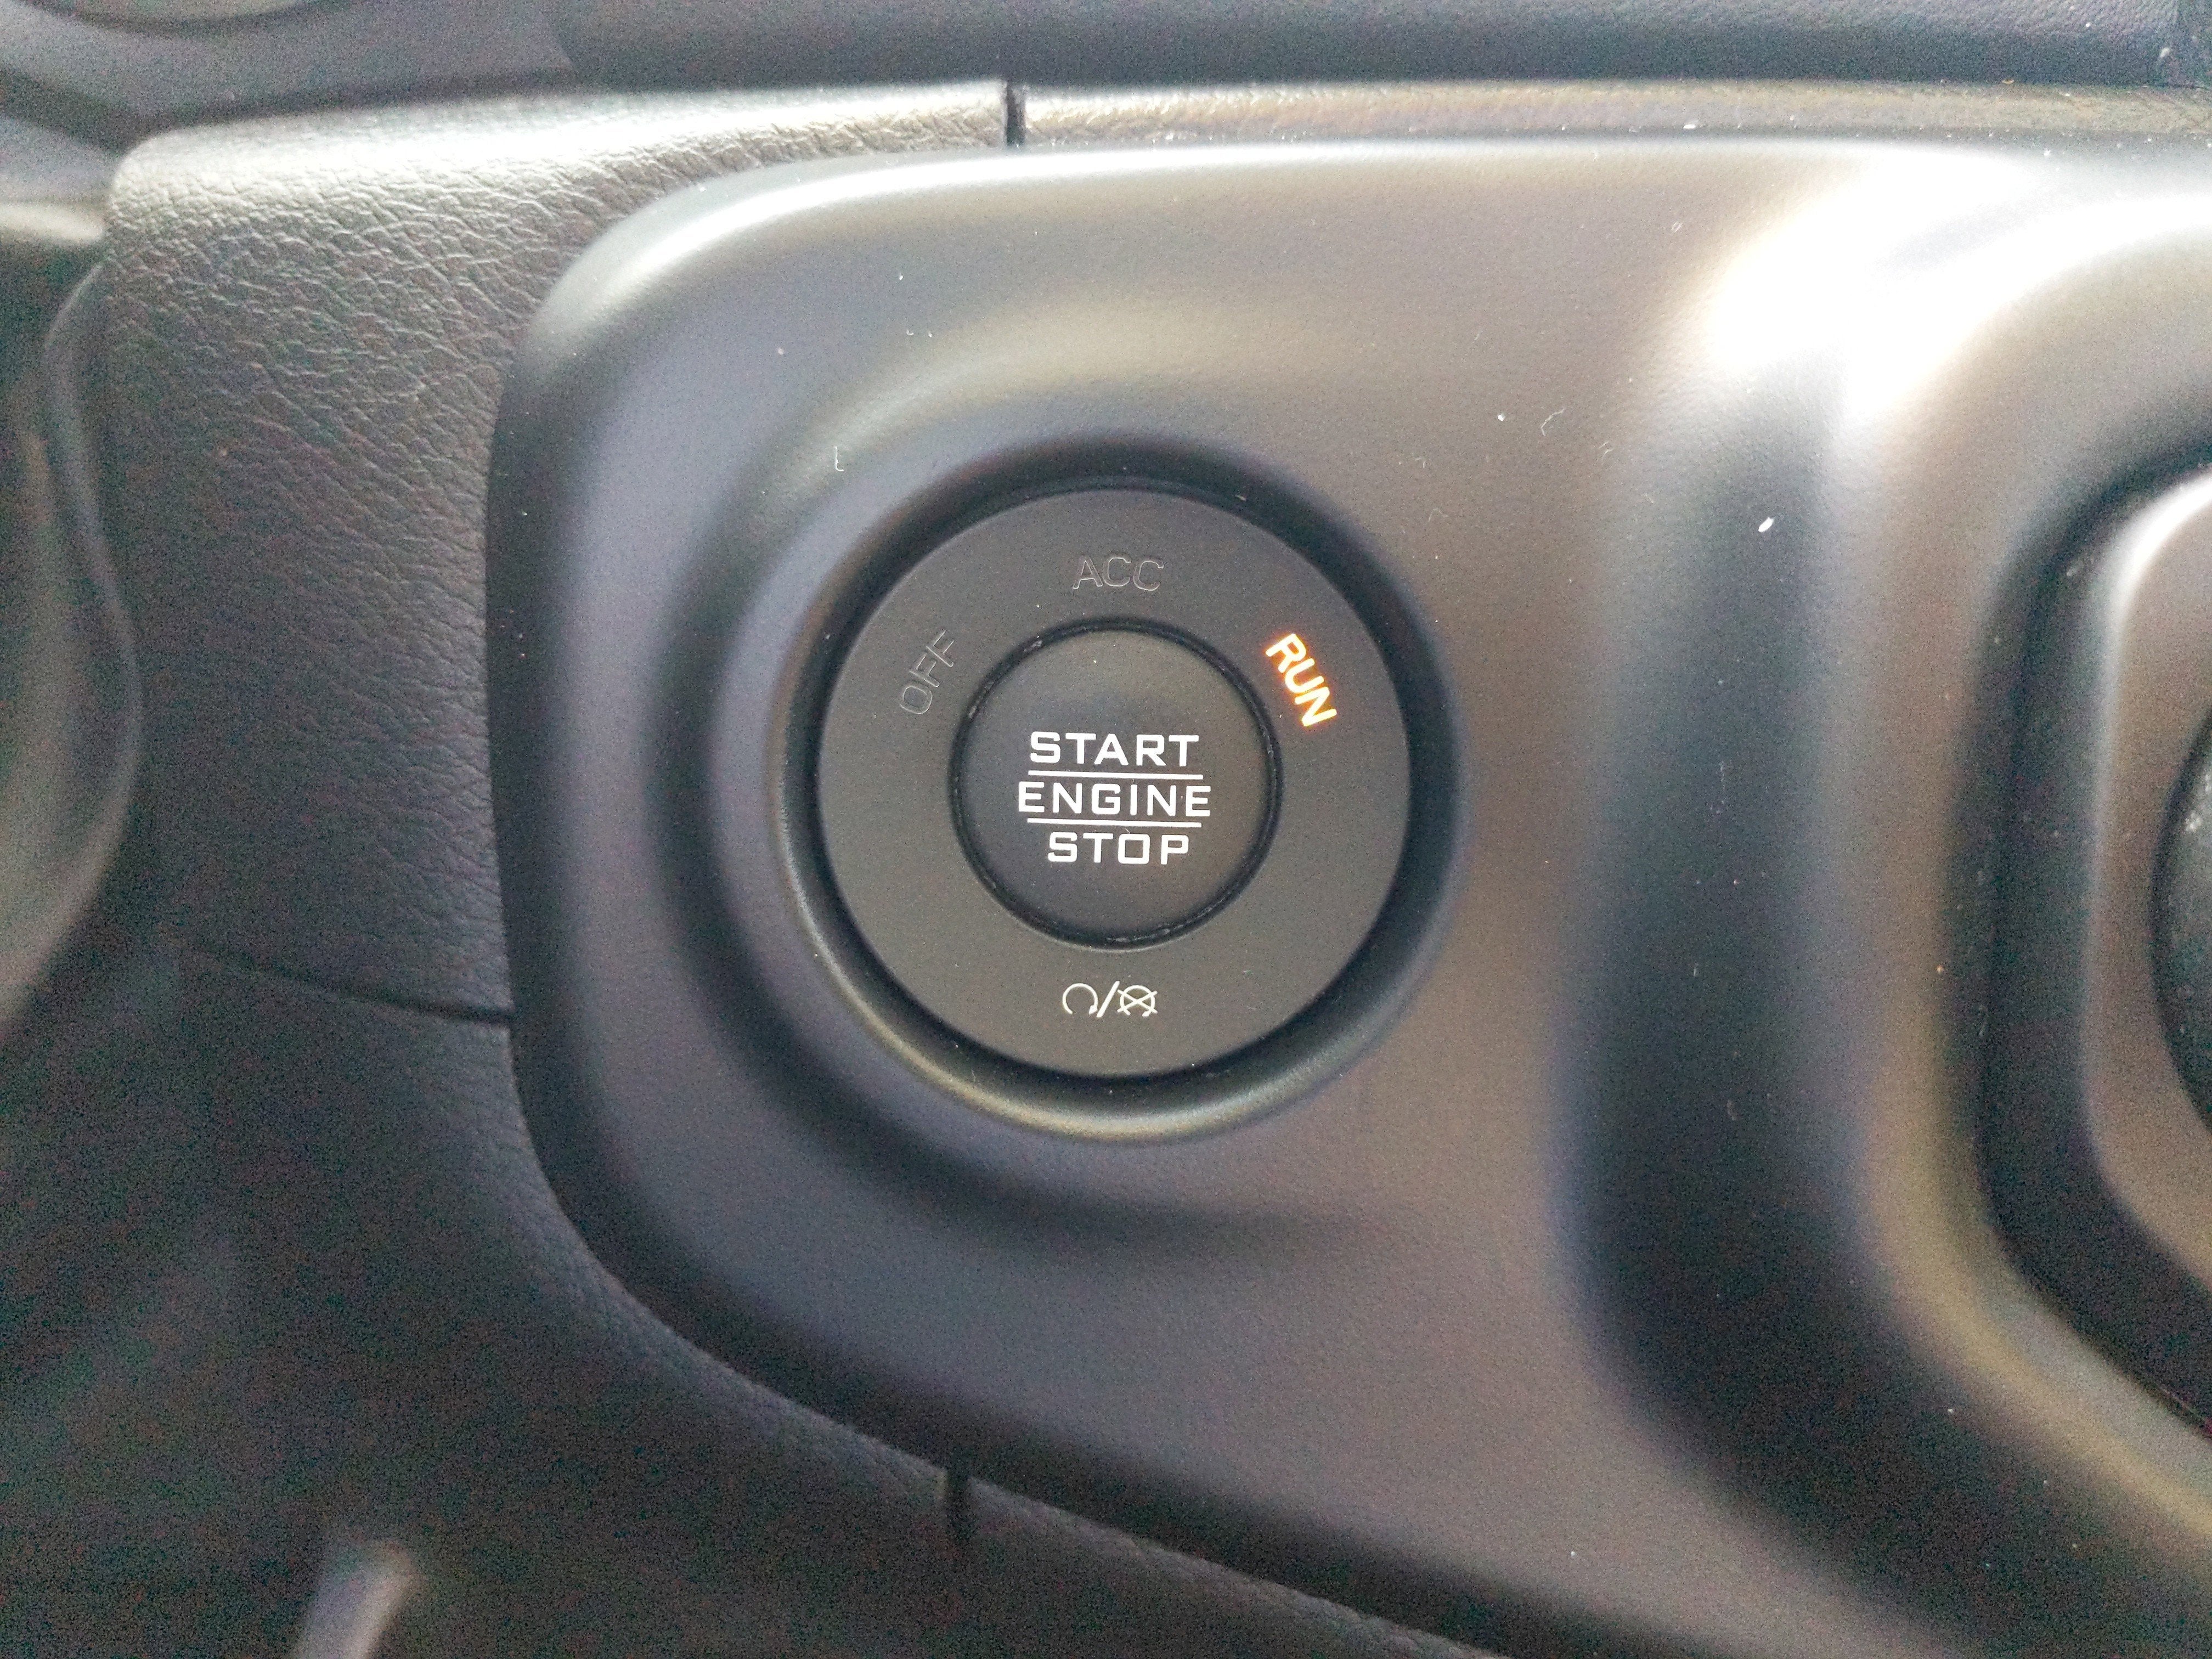 ACC
OFF
RUN
START
ENGINE
STOP